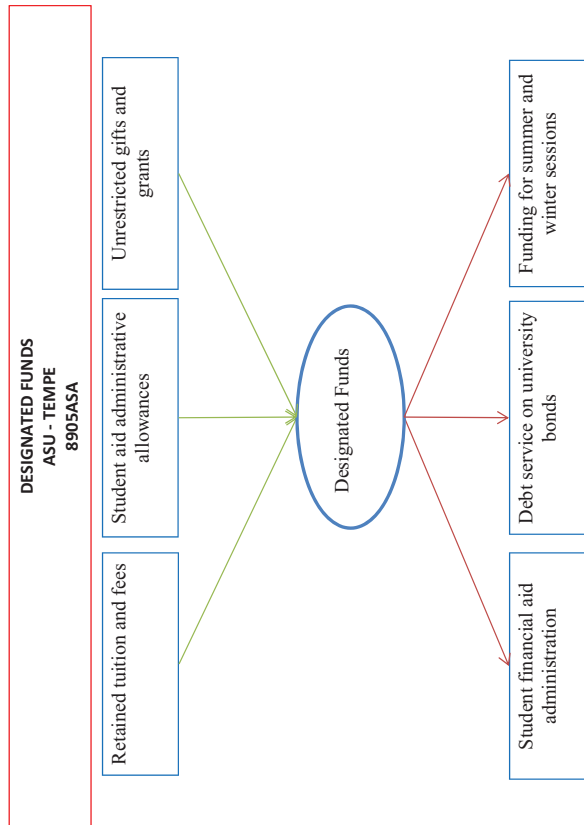 DESIGNATED FUNDS
ASU - TEMPE
8905ASA
Retained tuition and fees
Student aid administrative
allowances
Unrestricted gifts and
grants
Designated Funds
Student financial aid
administration
Debt service on university
bonds
Funding for summer and
winter sessions